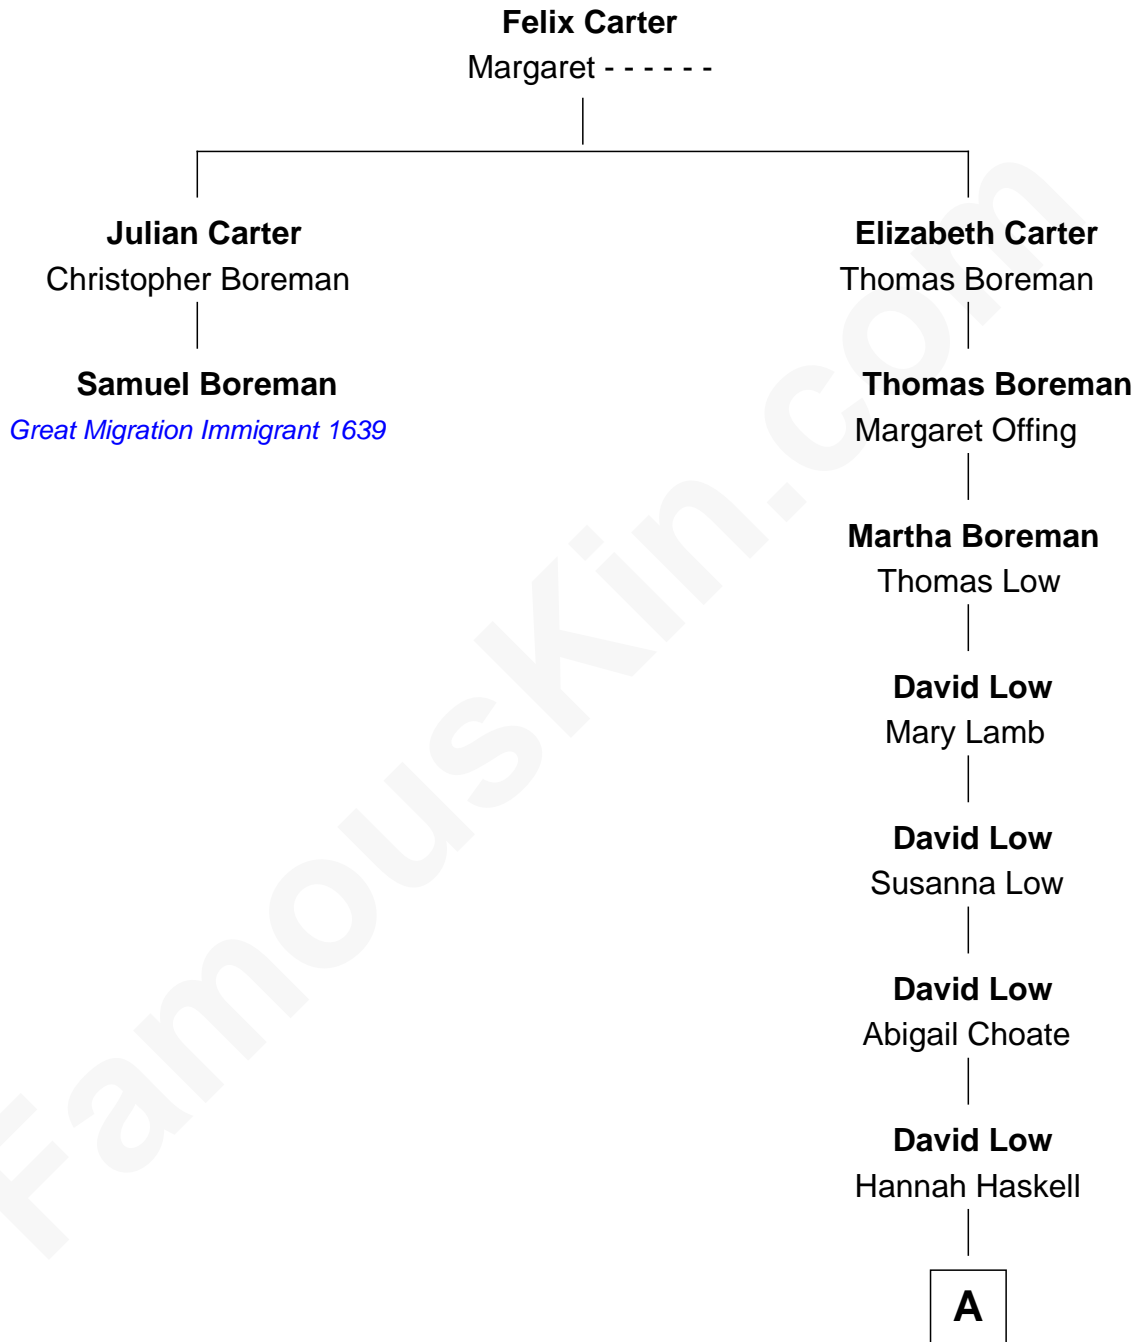 Felix Carter
Margaret - - - - - -
Julian Carter
Christopher Boreman
Samuel Boreman
Great Migration Immigrant 1639
Elizabeth Carter
Thomas Boreman
Thomas Boreman
Margaret Offing
Martha Boreman
Thomas Low
David Low
Mary Lamb
David Low
Susanna Low
David Low
Abigail Choate
David Low
Hannah Haskell
A
FamousKin.com